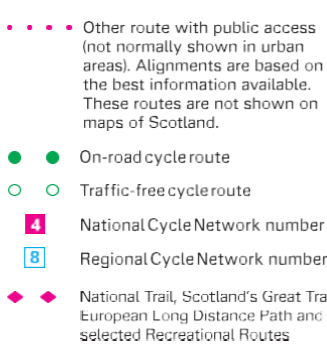 Other route with public access
(not normally shown in urban
areas). Alignments are based on
the best information available.
These routes are not shown on
maps of Scotland.
On-road cycle route
Traffic-free cycle route
4 National Cycle Network number
8 Regional Cycle Network number
National Trail, Scotland's Great Tra
European Long Distance Path and
selected Recreational Routes